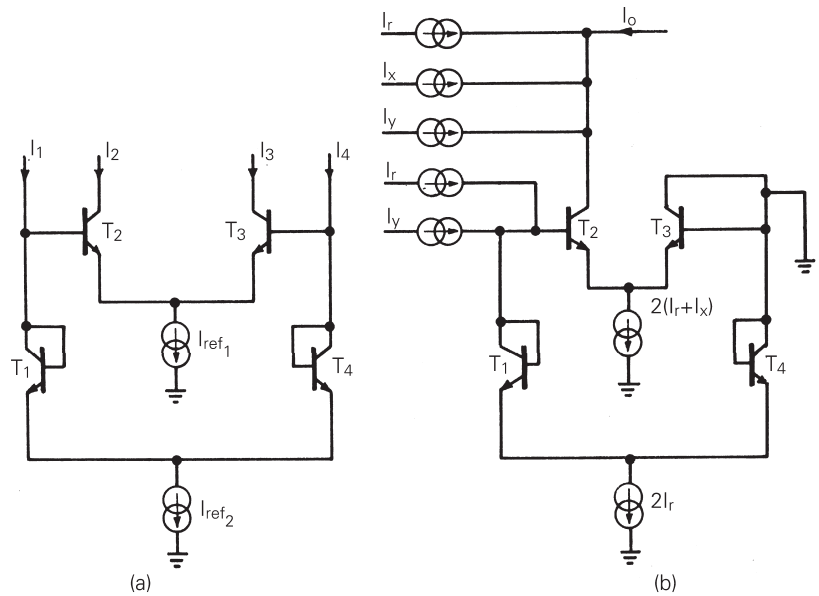 I1
I2
I3
I4
T2
T3
Iref1
T1
T4
Iref2
(a)
Ir
Io
Ix
Iy
Ir
Iy
T2
T3
2(Ir+Ix)
T1
T4
2Ir
(b)